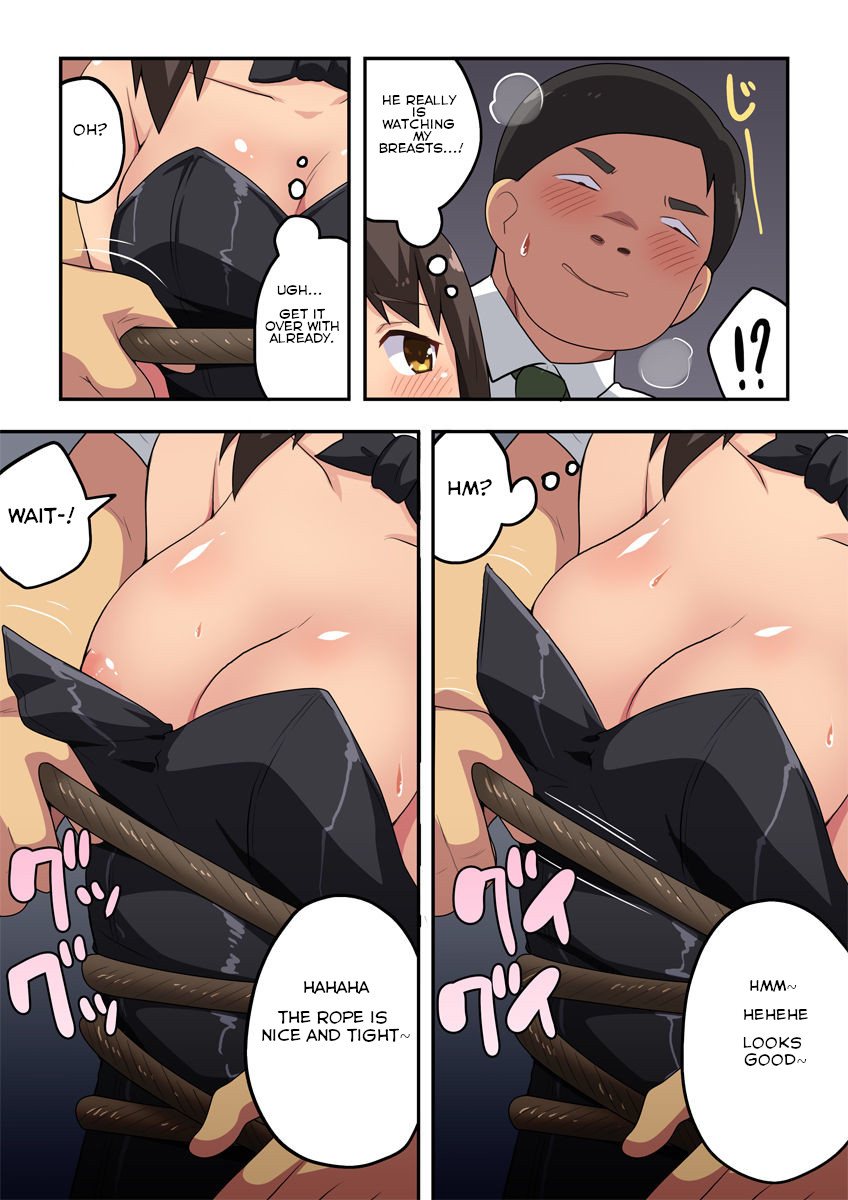 HE REALLY
IS
WATCHING
MY
BREASTS...!
じー
!?
OH?
UGH...
GET IT
OVER WITH
ALREADY.
HM?
グイ
グイ
HMM~
HEHEHE
LOOKS
GOOD~
WAIT-!
グッ
グッ
HAHAHA
THE ROPE IS
NICE AND TIGHT~